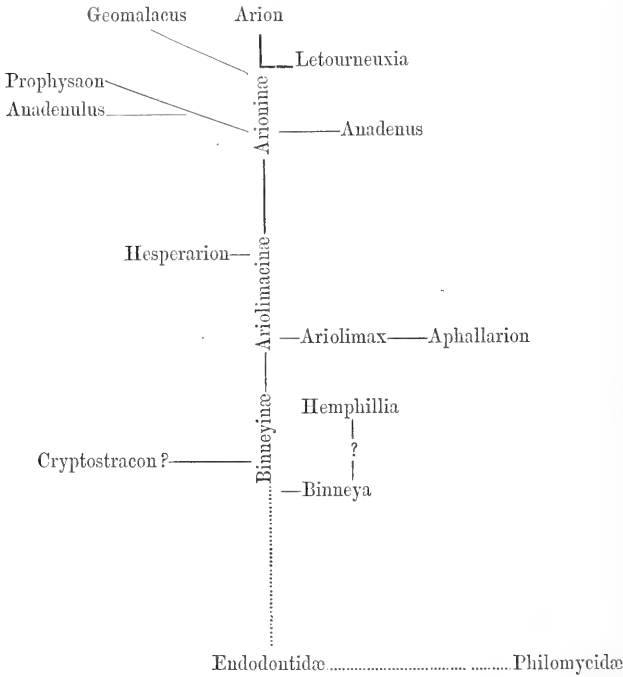 Geomalacus Arion
Letourneuxia
Prophysaon
Anadenulus
Arioninæ
Anadenus
Hesperarion
Ariolimacinæ
Ariolimax Aphallarion
Binneyinæ
Hemphillia
?
Cryptostracon?
Binneya
Endodontidæ Philomycidæ